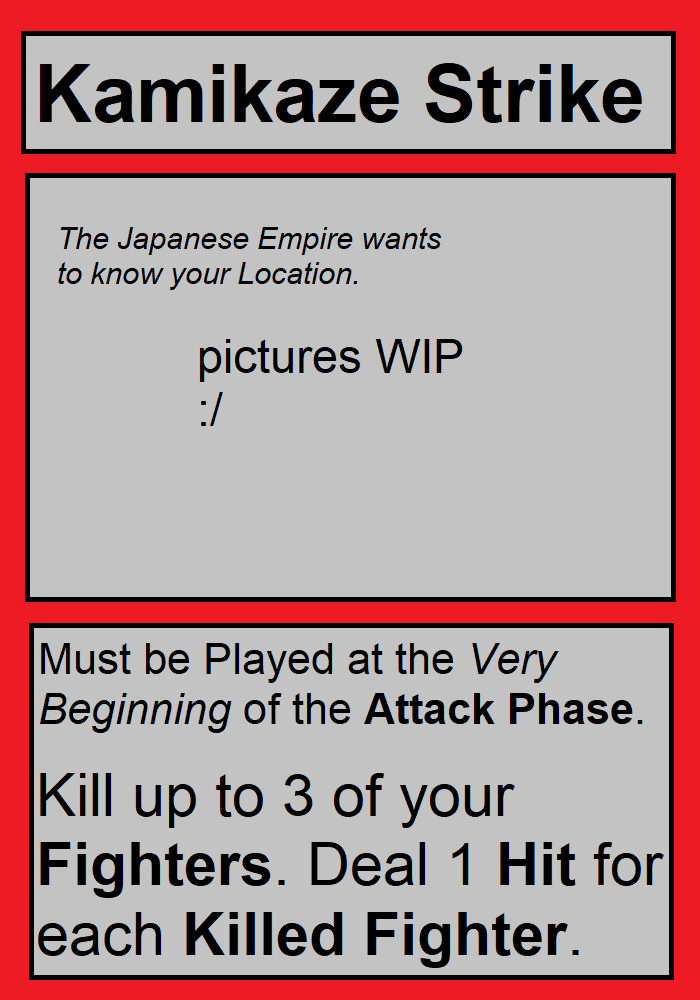 Kamikaze Strike
The Japanese Empire wants
to know your Location.
pictures WIP
:/
Must be Played at the Very
Beginning of the Attack Phase.
Kill up to 3 of your
Fighters. Deal 1 Hit for
each Killed Fighter.